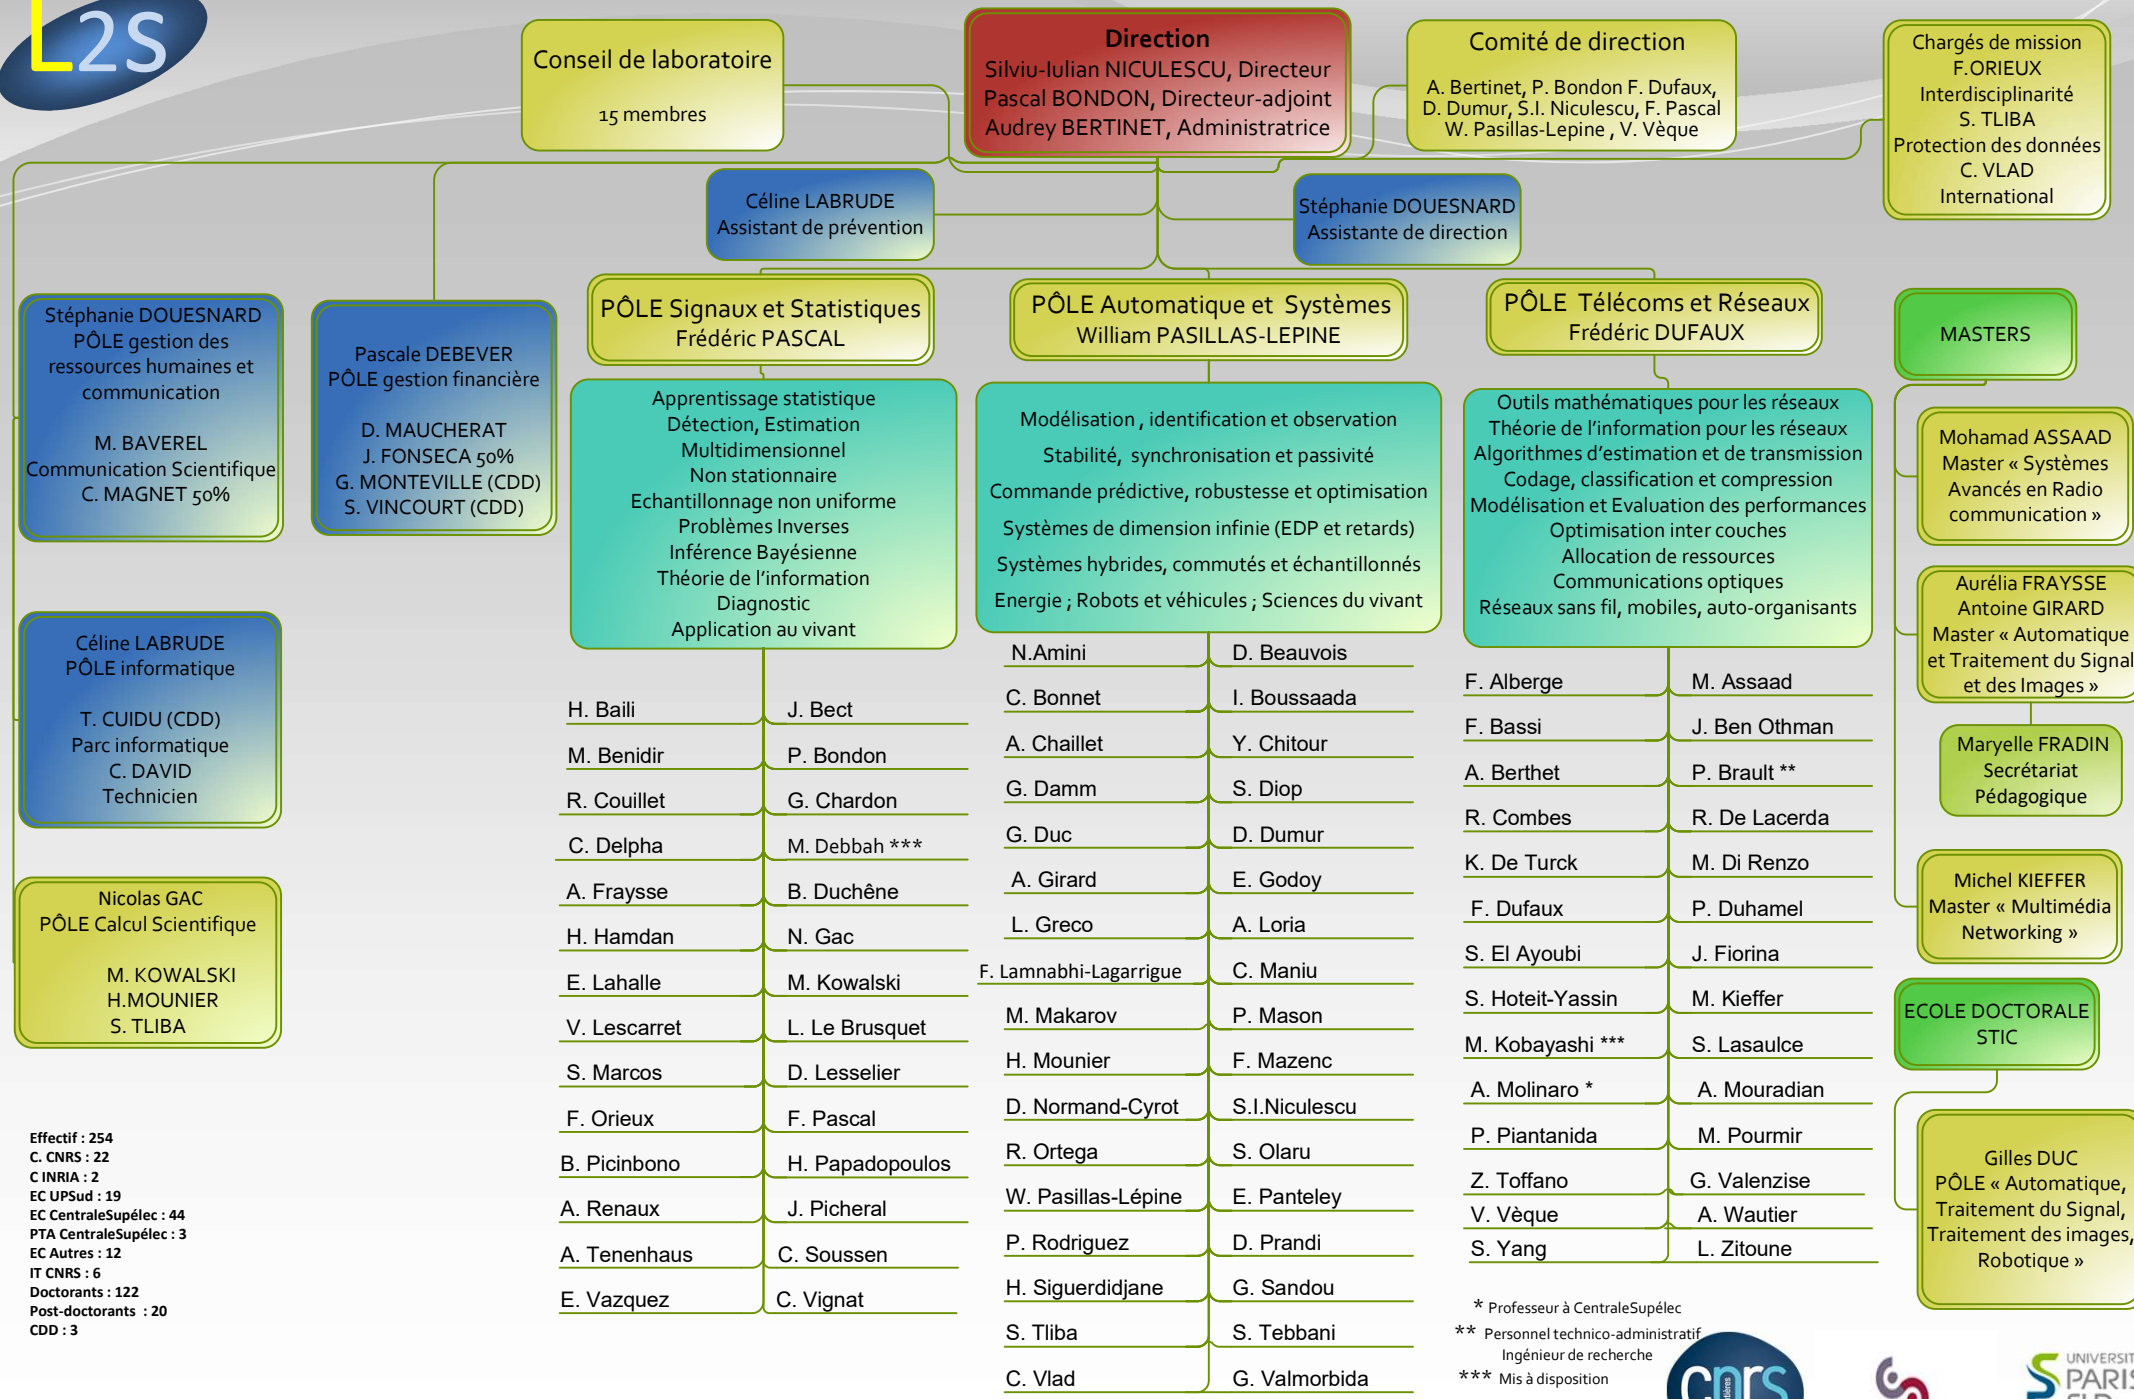 L2S
Conseil de laboratoire
15 membres
Direction
Silviu-Iulian NICULESCU, Directeur
Pascal BONDON, Directeur-adjoint
Audrey BERTINET, Administratrice
Comité de direction
A. Bertinet, P. Bondon F. Dufaux,
D. Dumur, S.I. Niculescu, F. Pascal
W. Pasillas-Lepine , V. Vèque
Chargés de mission
F.ORIEUX
Interdisciplinarité
S. TLIBA
Protection des données
C. VLAD
International
Céline LABRUDE
Assistant de prévention
Stéphanie DOUESNARD
Assistante de direction
Stéphanie DOUESNARD
PÔLE gestion des
ressources humaines et
communication
M. BAVEREL
Communication Scientifique
C. MAGNET 50%
Pascale DEBEVER
PÔLE gestion financière
D. MAUCHERAT
J. FONSECA 50%
G. MONTEVILLE (CDD)
S. VINCOURT (CDD)
Céline LABRUDE
PÔLE informatique
T. CUIDU (CDD)
Parc informatique
C. DAVID
Technicien
Nicolas GAC
PÔLE Calcul Scientifique
M. KOWALSKI
H.MOUNIER
S. TLIBA
Effectif : 254
C. CNRS : 22
C INRIA : 2
EC UPSud : 19
EC CentraleSupélec : 44
PTA CentraleSupélec : 3
EC Autres : 12
IT CNRS : 6
Doctorants : 122
Post-doctorants : 20
CDD : 3
PÔLE Signaux et Statistiques
Frédéric PASCAL
Apprentissage statistique
Détection, Estimation
Multidimensionnel
Non stationnaire
Echantillonnage non uniforme
Problèmes Inverses
Inférence Bayésienne
Théorie de l'information
Diagnostic
Application au vivant
H. Baili J. Bect
M. Benidir P. Bondon
R. Couillet G. Chardon
C. Delpha M. Debbah ***
A. Fraysse B. Duchêne
H. Hamdan N. Gac
E. Lahalle M. Kowalski
V. Lescarret L. Le Brusquet
S. Marcos D. Lesselier
F. Orieux F. Pascal
B. Picinbono H. Papadopoulos
A. Renaux J. Picheral
A. Tenenhaus C. Soussen
E. Vazquez C. Vignat
PÔLE Automatique et Systèmes
William PASILLAS-LEPINE
Modélisation , identification et observation
Stabilité, synchronisation et passivité
Commande prédictive, robustesse et optimisation
Systèmes de dimension infinie (EDP et retards)
Systèmes hybrides, commutés et échantillonnés
Energie ; Robots et véhicules ; Sciences du vivant
N.Amini D. Beauvois
C. Bonnet I. Boussaada
A. Chaillet Y. Chitour
G. Damm S. Diop
G. Duc D. Dumur
A. Girard E. Godoy
L. Greco A. Loria
F. Lamnabhi-Lagarrigue C. Maniu
M. Makarov P. Mason
H. Mounier F. Mazenc
D. Normand-Cyrot S.I.Niculescu
R. Ortega S. Olaru
W. Pasillas-Lépine E. Panteley
P. Rodriguez D. Prandi
H. Siguerdidjane G. Sandou
S. Tliba S. Tebbani
C. Vlad G. Valmorbida
PÔLE Télécoms et Réseaux
Frédéric DUFAUX
Outils mathématiques pour les réseaux
Théorie de l'information pour les réseaux
Algorithmes d'estimation et de transmission
Codage, classification et compression
Modélisation et Evaluation des performances
Optimisation inter couches
Allocation de ressources
Communications optiques
Réseaux sans fil, mobiles, auto-organisants
F. Alberge M. Assaad
F. Bassi J. Ben Othman
A. Berthet P. Brault **
R. Combes R. De Lacerda
K. De Turck M. Di Renzo
F. Dufaux P. Duhamel
S. El Ayoubi J. Fiorina
S. Hoteit-Yassin M. Kieffer
M. Kobayashi *** S. Lasaulce
A. Molinaro * A. Mouradian
P. Piantanida M. Pourmir
Z. Toffano G. Valenzise
V. Vèque A. Wautier
S. Yang L. Zitoune
* Professeur à CentraleSupélec
** Personnel technico-administratif
Ingénieur de recherche
*** Mis à disposition
MASTERS
Mohamad ASSAAD
Master « Systèmes
Avancés en Radio
communication »
Aurélia FRAYSSE
Antoine GIRARD
Master « Automatique
et Traitement du Signal
et des Images »
Maryelle FRADIN
Secrétariat
Pédagogique
Michel KIEFFER
Master « Multimédia
Networking »
ECOLE DOCTORALE
STIC
Gilles DUC
PÔLE « Automatique,
Traitement du Signal,
Traitement des images,
Robotique »
cnrs
UNIVERSIT
PARIS